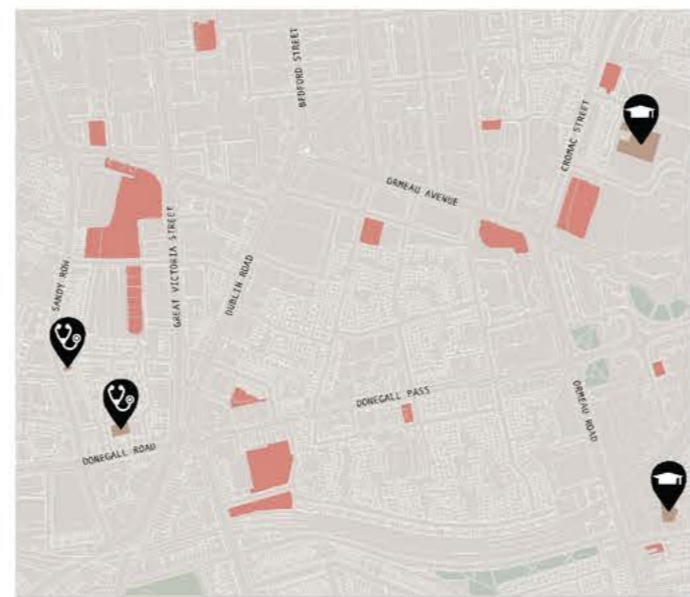 BEDFORD STREET
CROMAC STREET
ORMEAU AVENUE
GREAT VICTORIA STREET
SANDY ROW
DUBLIN ROAD
DONEGALL PASS
ORMEAU ROAD
DONEGALL ROAD